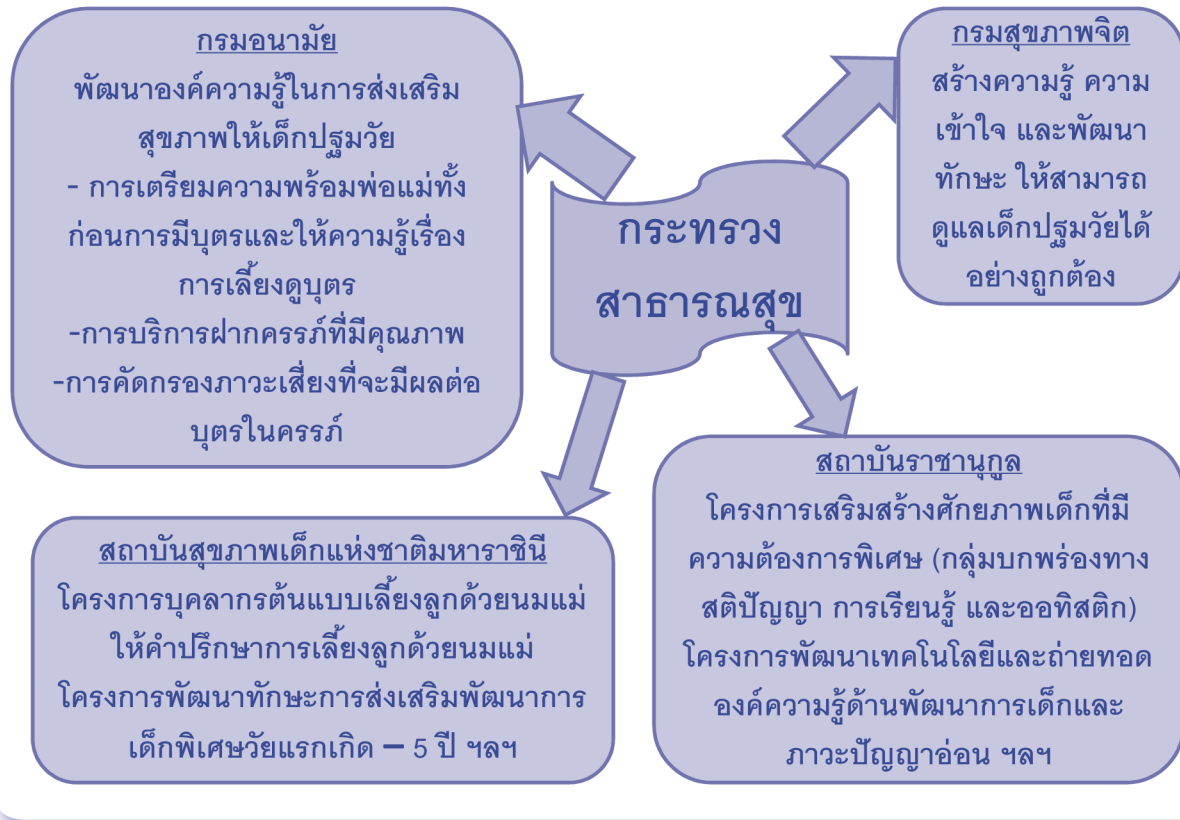 กรมอนามัย
พัฒนาองค์ความรู้ในการส่งเสริม
สุขภาพให้เด็กปฐมวัย
- การเตรียมความพร้อมพ่อแม่ทั้ง
ก่อนการมีบุตรและให้ความรู้เรื่อง
การเลี้ยงดูบุตร
-การบริการฝากครรภ์ที่มีคุณภาพ
-การคัดกรองภาวะเสี่ยงที่จะมีผลต่อ
บุตรในครรภ์
กรมสุขภาพจิต
สร้างความรู้ ความ
เข้าใจ และพัฒนา
ทักษะ ให้สามารถ
ดูแลเด็กปฐมวัยได้
อย่างถูกต้อง
กระทรวง
สาธารณสุข
สถาบันสุขภาพเด็กแห่งชาติมหาราชินี
โครงการบุคลากรต้นแบบเลี้ยงลูกด้วยนมแม่
ให้คำปรึกษาการเลี้ยงลูกด้วยนมแม่
โครงการพัฒนาทักษะการส่งเสริมพัฒนาการ
เด็กพิเศษวัยแรกเกิด – 5 ปี ฯลฯ
สถาบันราชานุกูล
โครงการเสริมสร้างศักยภาพเด็กที่มี
ความต้องการพิเศษ (กลุ่มบกพร่องทาง
สติปัญญา การเรียนรู้ และออทิสติก)
โครงการพัฒนาเทคโนโลยีและถ่ายทอด
องค์ความรู้ด้านพัฒนาการเด็กและ
ภาวะปัญญาอ่อน ฯลฯ